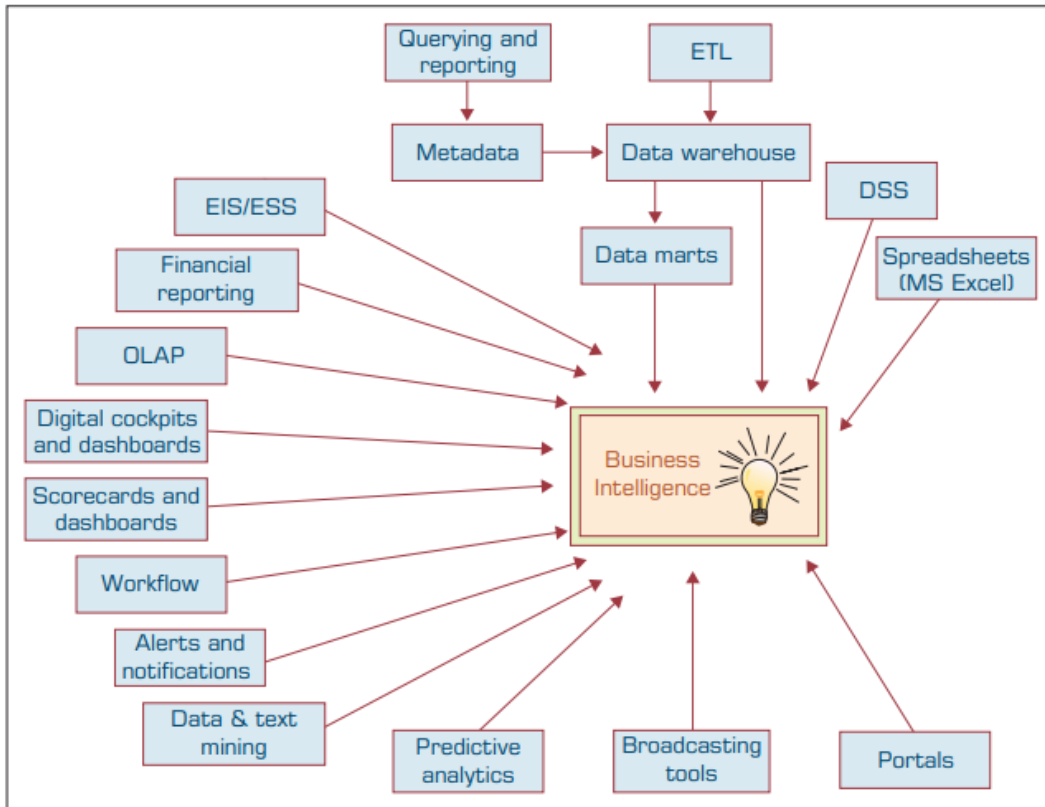 Querying and
reporting
ETL
Metadata
Data warehouse
EIS/ESS
DSS
Financial
reporting
Data marts
Spreadsheets
(MS Excel)
OLAP
Digital cockpits
and dashboards
Business
Intelligence
Scorecards and
dashboards
Workflow
Alerts and
notifications
Data & text
mining
Predictive
analytics
Broadcasting
tools
Portals